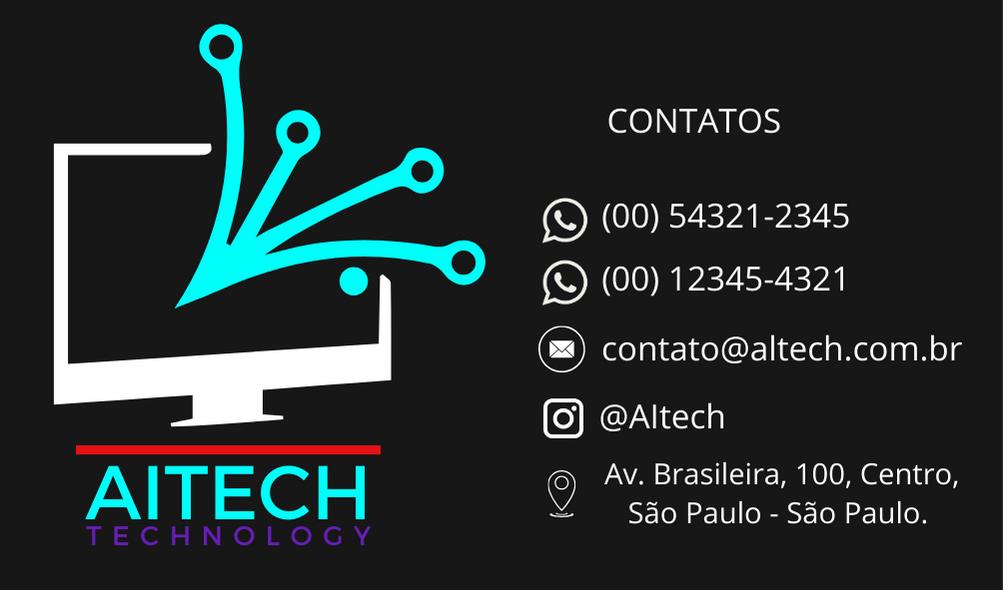 CONTATOS
(00) 54321-2345
(00) 12345-4321
contato@altech.com.br
@AItech
Av. Brasileira, 100, Centro,
São Paulo - São Paulo.
AITECH
TECHNOLOGY